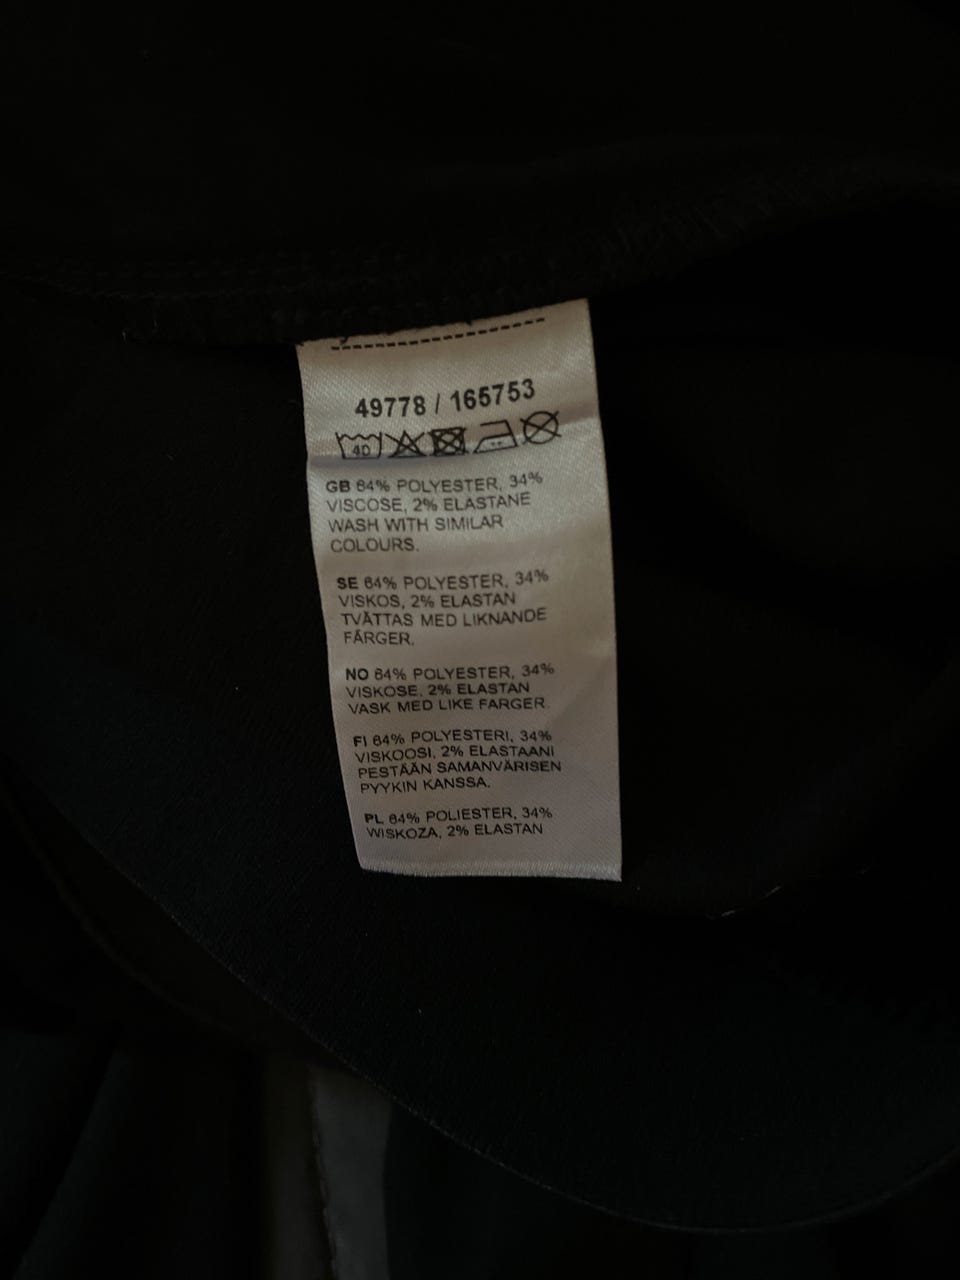 49778 / 165753
40
GB 64% POLYESTER, 34%
VISCOSE, 2% ELASTANE
WASH WITH SIMILAR
COLOURS.
SE 64% POLYESTER, 34%
VISKOS, 2% ELASTAN
TVÄTTAS MED LIKNANDE
FÄRGER.
NO 64% POLYESTER, 34%
VISKOSE, 2% ELASTAN
VASK MED LIKE FARGER.
FI 64% POLYESTERI, 34%
VISKOOSI, 2% ELASTAANI
PESTÄÄN SAMANVÄRISEN
PYYKIN KANSSA.
PL 64% POLIESTER, 34%
WISKOZA, 2% ELASTAN